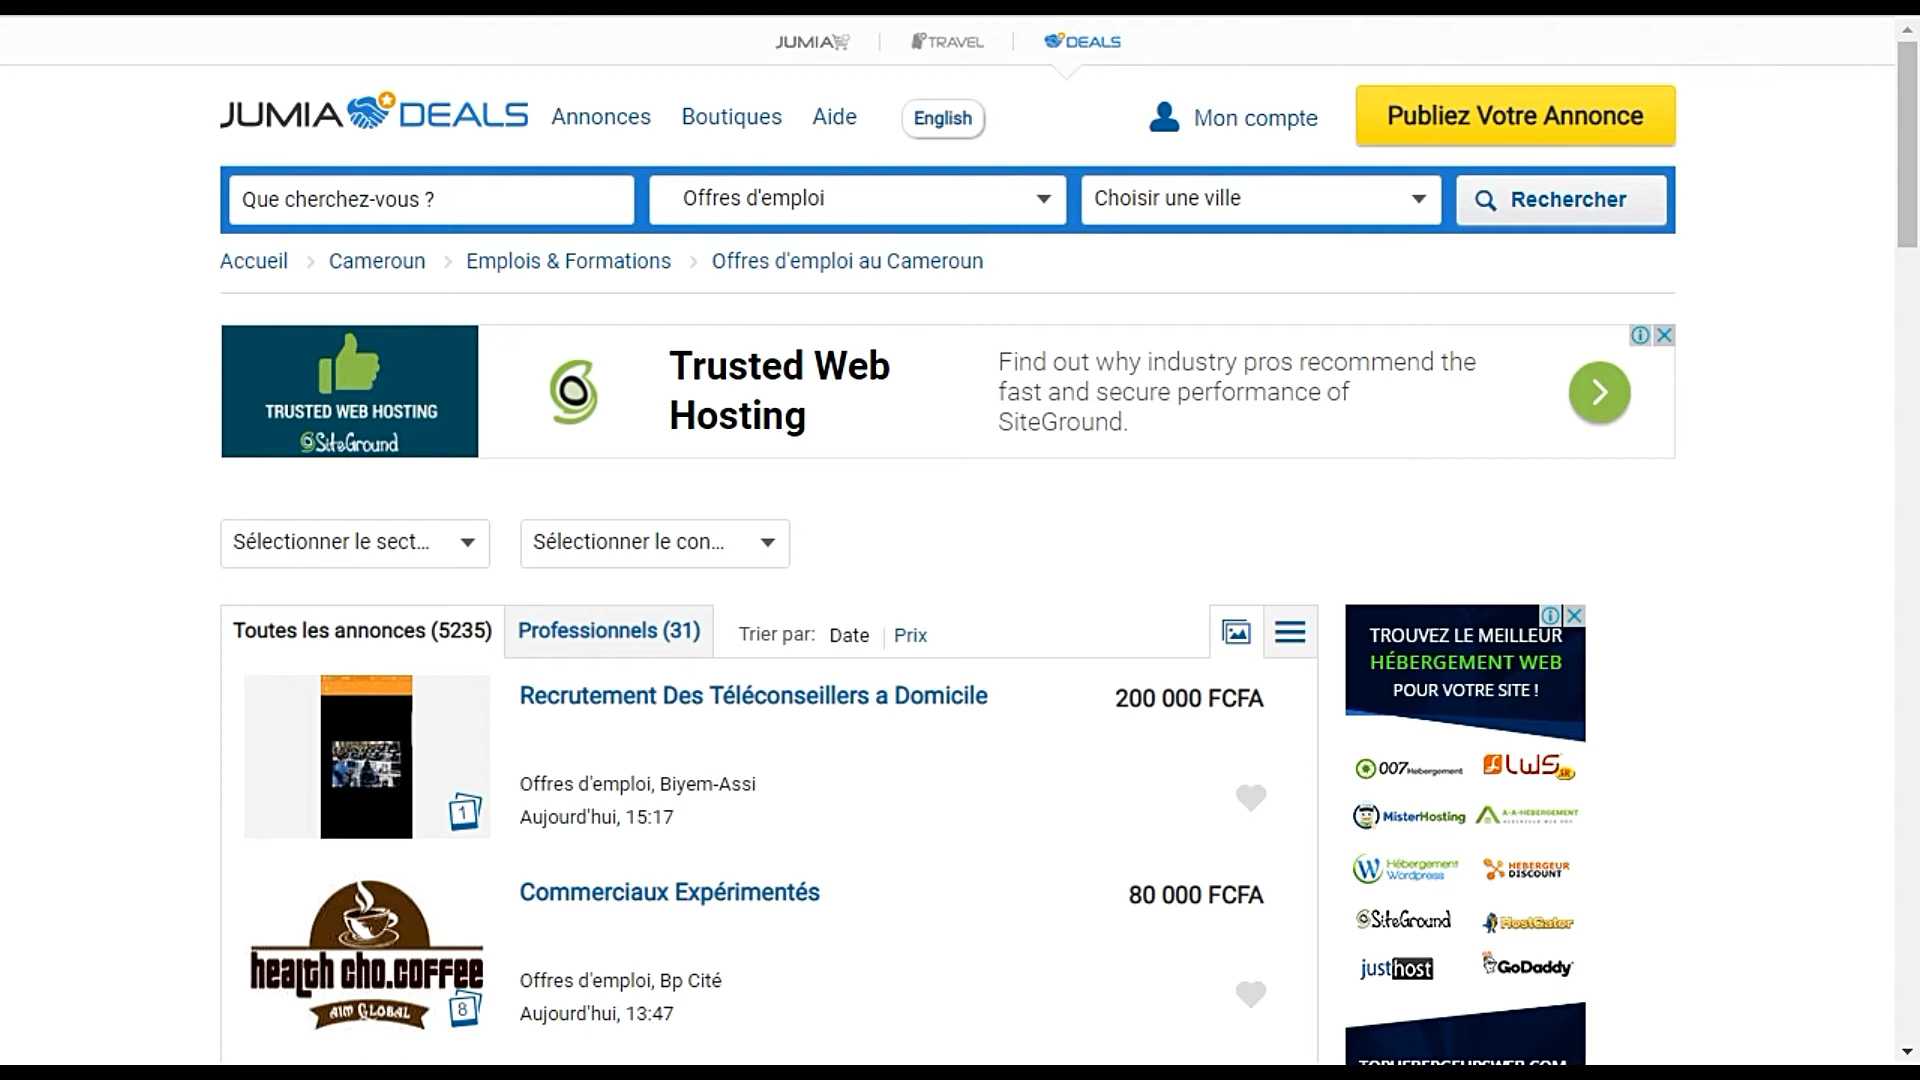 JUMIA
TRAVEL
DEALS
JUMIA DEALS
Annonces
Boutiques
Aide
English
Mon compte
Publiez Votre Annonce
Que cherchez-vous ?
Offres d'emploi
Choisir une ville
Rechercher
Accueil
Cameroun
Emplois & Formations
Offres d'emploi au Cameroun
TRUSTED WEB HOSTING
SiteGround
Trusted Web
Hosting
Find out why industry pros recommend the
fast and secure performance of
SiteGround.
Sélectionner le sect...
Sélectionner le con...
Toutes les annonces (5235)
Professionnels (31)
Trier par: Date
Prix
Recrutement Des Téléconseillers a Domicile
200 000 FCFA
1
Offres d'emploi, Biyem-Assi
Aujourd'hui, 15:17
Commerciaux Expérimentés
80 000 FCFA
health cho.coffee
AIM GLOBAL
8
Offres d'emploi, Bp Cité
Aujourd'hui, 13:47
TROUVEZ LE MEILLEUR
HÉBERGEMENT WEB
POUR VOTRE SITE !
007Hebergement
LWS
MisterHosting
A-A-HEBERGEMENT
Hébergement
Wordpress
HEBERGEUR
DISCOUNT
SiteGround
HostGator
justhost
GoDaddy